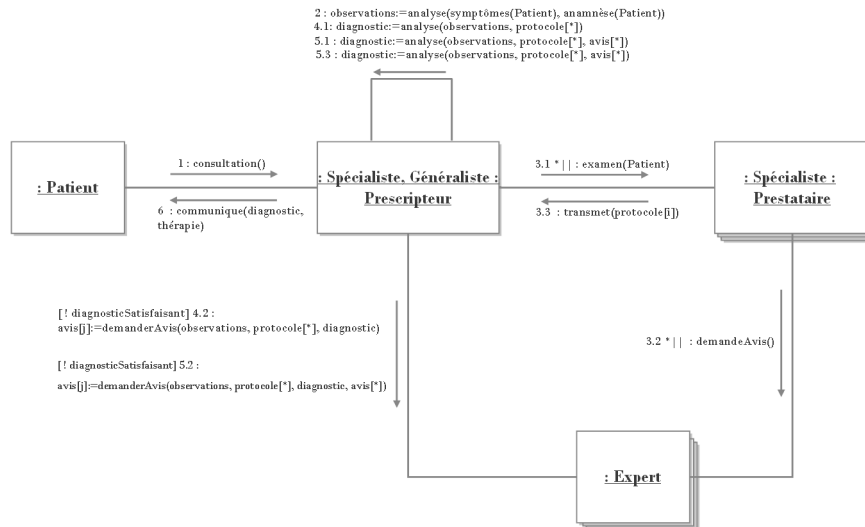 2 : observations:=analyse(symptômes(Patient), anamnèse(Patient))
4.1: diagnostic:=analyse(observations, protocole[*])
5.1 : diagnostic:=analyse(observations, protocole[*], avis[*])
5.3 : diagnostic:=analyse(observations, protocole[*], avis[*])
: Patient
1 : consultation()
6 : communique(diagnostic,
thérapie)
: Spécialiste, Généraliste :
Prescripteur
3.1 * || : examen(Patient)
3.3 : transmet(protocole[i])
: Spécialiste :
Prestataire
[ ! diagnosticSatisfaisant] 4.2 :
avis[j]:=demanderAvis(observations, protocole[*], diagnostic)
[ ! diagnosticSatisfaisant] 5.2 :
avis[j]:=demanderAvis(observations, protocole[*], diagnostic, avis[*])
3.2 * || : demandeAvis()
: Expert